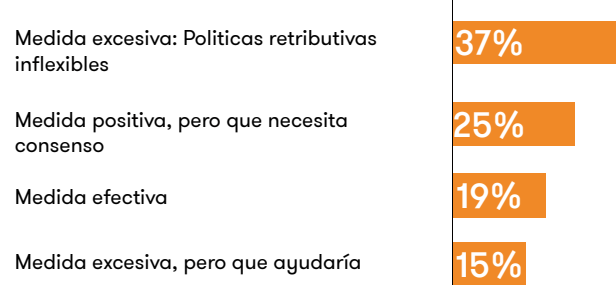 Medida excesiva: Politicas retributivas
inflexibles
37%
Medida positiva, pero que necesita
consenso
25%
Medida efectiva
19%
Medida excesiva, pero que ayudaría
15%